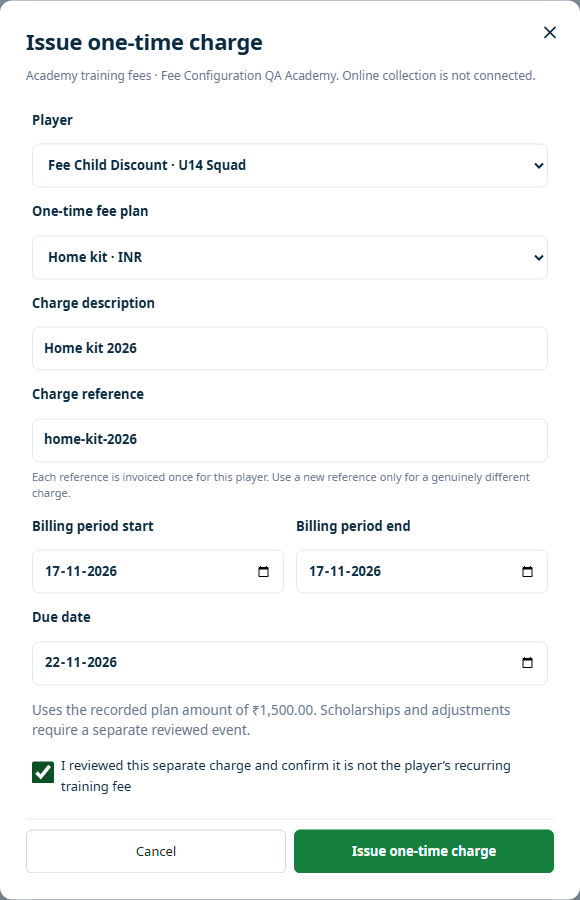 Issue one-time charge
Academy training fees · Fee Configuration QA Academy. Online collection is not connected.
Player
Fee Child Discount · U14 Squad
One-time fee plan
Home kit · INR
Charge description
Home kit 2026
Charge reference
home-kit-2026
Each reference is invoiced once for this player. Use a new reference only for a genuinely different
charge.
Billing period start
Billing period end
17-11-2026
17-11-2026
Due date
22-11-2026
Uses the recorded plan amount of ₹1,500.00. Scholarships and adjustments
require a separate reviewed event.
I reviewed this separate charge and confirm it is not the player’s recurring
training fee
Cancel
Issue one-time charge